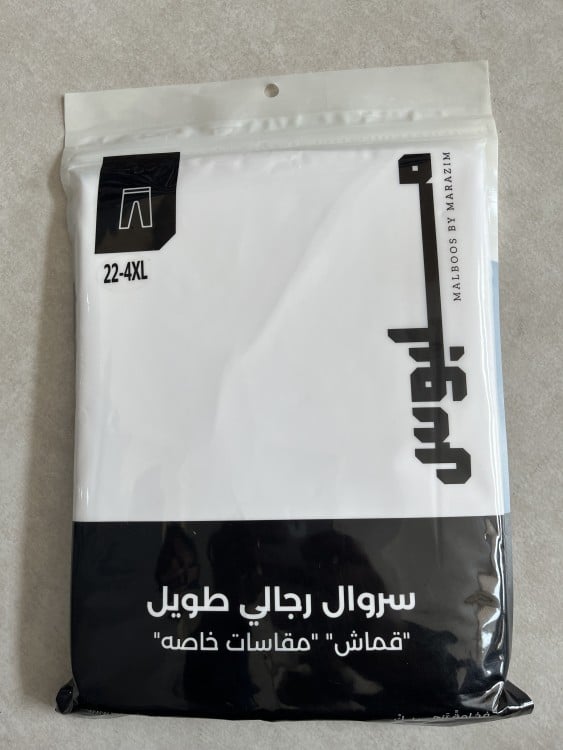 22-4XL
ملبوس
MALBOOS BY MARAZIM
سروال رجالي طويل
"قماش" "مقاسات خاصه"